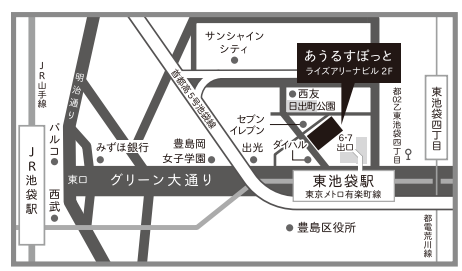 サンシャイン
シティ
あうるすぽっと
ライズアリーナビル 2F
JR山手線
明治通り
首都高5号池袋線
西友
日出町公園
都02乙東池袋四丁目
東池袋四丁目
パルコ
セブン
イレブン
6-7
出口
JR池袋駅
みずほ銀行
豊島岡
女子学園
出光
ダイバル
東口
グリーン大通り
東池袋駅
東京メトロ有楽町線
西武
豊島区役所
都電荒川線